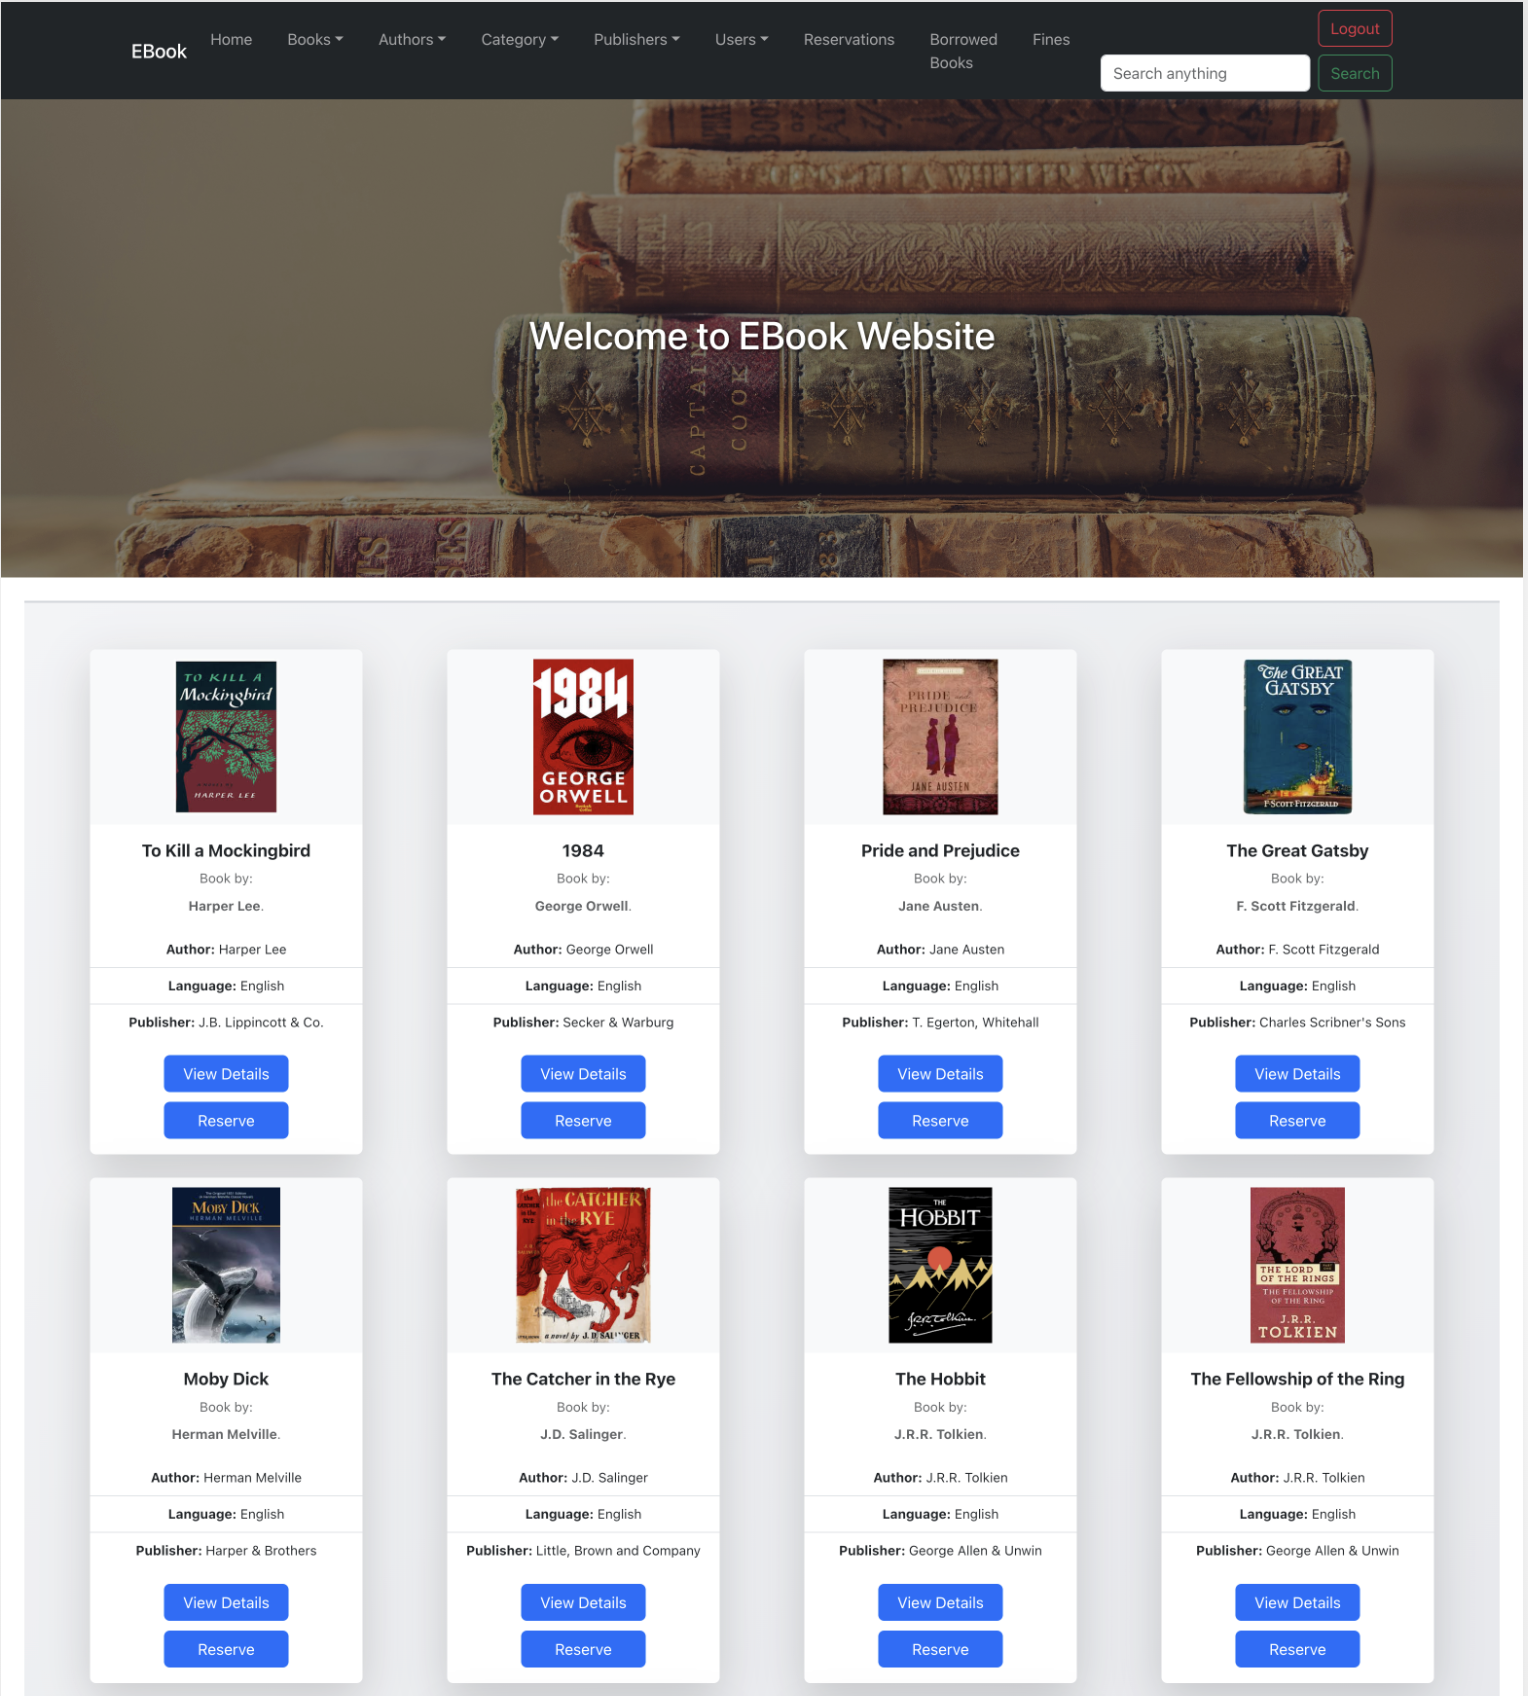 EBook
Home
Books
Authors
Category
Publishers
Users
Reservations
Borrowed
Books
Fines
Logout
Search anything
Search
WHEELER WILCOX
Welcome to EBook Website
CAPTAIN
COOK
TO KILL A
Mockingbird
HARPER LEE
1984
GEORGE
ORWELL
PRIDE and
PREJUDICE
JANE AUSTEN
The GREAT
GATSBY
F·SCOTT FITZGERALD
To Kill a Mockingbird
Book by:
Harper Lee.
Author: Harper Lee
Language: English
Publisher: J.B. Lippincott & Co.
View Details
Reserve
1984
Book by:
George Orwell.
Author: George Orwell
Language: English
Publisher: Secker & Warburg
View Details
Reserve
Pride and Prejudice
Book by:
Jane Austen.
Author: Jane Austen
Language: English
Publisher: T. Egerton, Whitehall
View Details
Reserve
The Great Gatsby
Book by:
F. Scott Fitzgerald.
Author: F. Scott Fitzgerald
Language: English
Publisher: Charles Scribner's Sons
View Details
Reserve
MOBY DICK
HERMAN MELVILLE
the CATCHER
in the RYE
a novel by J. D. SALINGER
THE
HOBBIT
THE LORD
OF THE RINGS
THE FELLOWSHIP
OF THE RING
J.R.R.
TOLKIEN
Moby Dick
Book by:
Herman Melville.
Author: Herman Melville
Language: English
Publisher: Harper & Brothers
View Details
Reserve
The Catcher in the Rye
Book by:
J.D. Salinger.
Author: J.D. Salinger
Language: English
Publisher: Little, Brown and Company
View Details
Reserve
The Hobbit
Book by:
J.R.R. Tolkien.
Author: J.R.R. Tolkien
Language: English
Publisher: George Allen & Unwin
View Details
Reserve
The Fellowship of the Ring
Book by:
J.R.R. Tolkien.
Author: J.R.R. Tolkien
Language: English
Publisher: George Allen & Unwin
View Details
Reserve